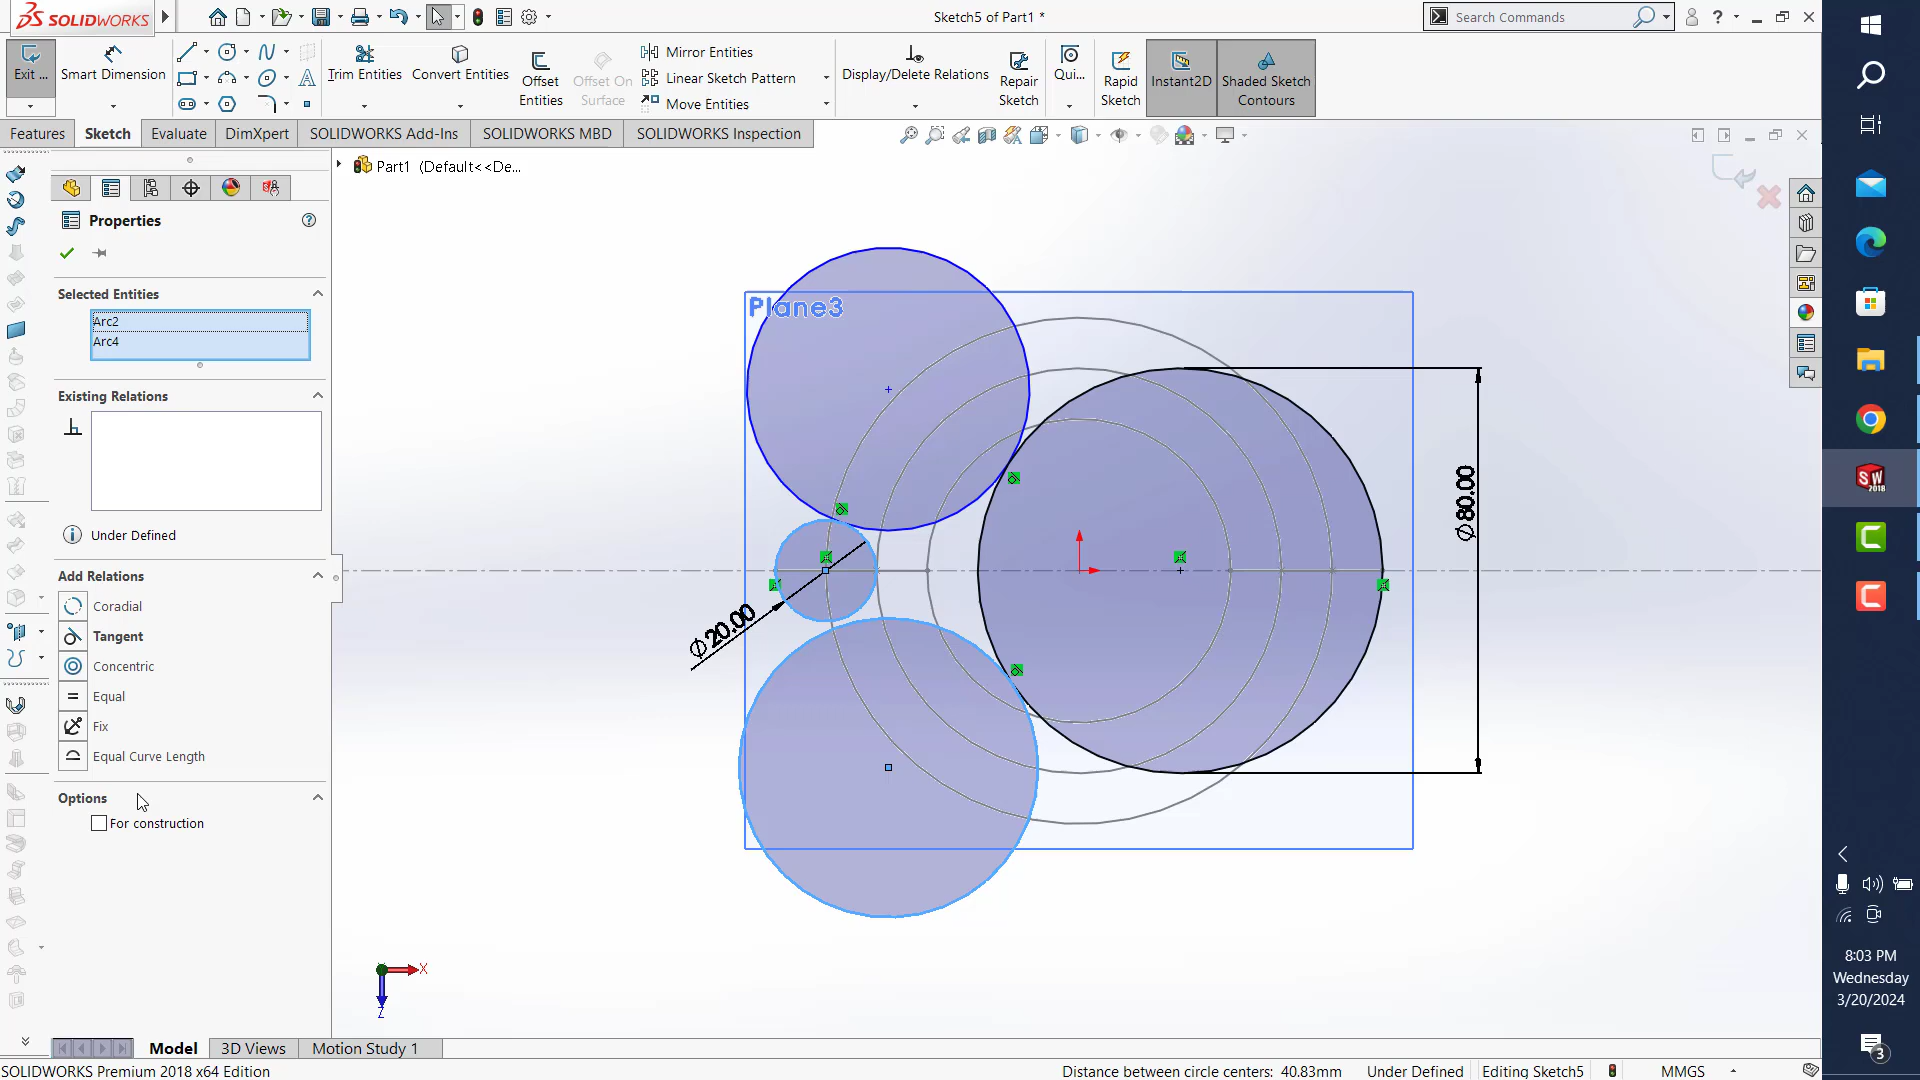 SOLIDWORKS
Sketch5 of Part1 *
Search Commands
Exit ...
Smart Dimension
Trim Entities
Convert Entities
Offset Entities
Offset On Surface
Mirror Entities
Linear Sketch Pattern
Move Entities
Display/Delete Relations
Repair Sketch
Qui...
Rapid Sketch
Instant2D
Shaded Sketch Contours
Features
Sketch
Evaluate
DimXpert
SOLIDWORKS Add-Ins
SOLIDWORKS MBD
SOLIDWORKS Inspection
Part1 (Default<<De...
Properties
Selected Entities
Arc2
Arc4
Existing Relations
Under Defined
Add Relations
Coradial
Tangent
Concentric
Equal
Fix
Equal Curve Length
Options
For construction
Plane3
Ø80.00
Ø20.00
X
Z
SW
2018
8:03 PM
Wednesday
3/20/2024
3
Model
3D Views
Motion Study 1
SOLIDWORKS Premium 2018 x64 Edition
Distance between circle centers: 40.83mm
Under Defined
Editing Sketch5
MMGS